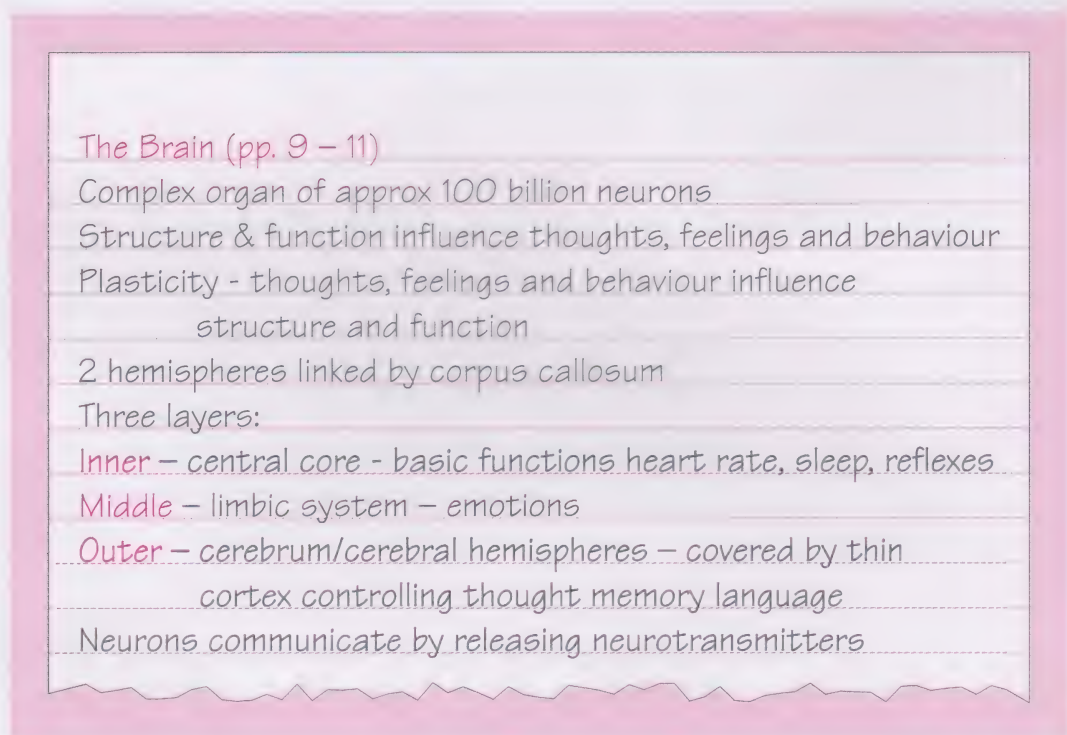 The Brain (pp. 9 – 11)
Complex organ of approx 100 billion neurons
Structure & function influence thoughts, feelings and behaviour
Plasticity - thoughts, feelings and behaviour influence
structure and function
2 hemispheres linked by corpus callosum
Three layers:
Inner – central core - basic functions heart rate, sleep, reflexes
Middle – limbic system – emotions
Outer – cerebrum/cerebral hemispheres – covered by thin
cortex controlling thought memory language
Neurons communicate by releasing neurotransmitters